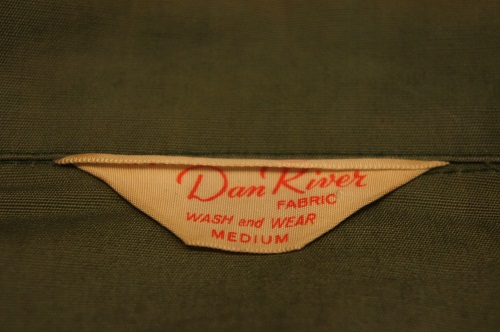 Dan River
FABRIC
WASH and WEAR
MEDIUM